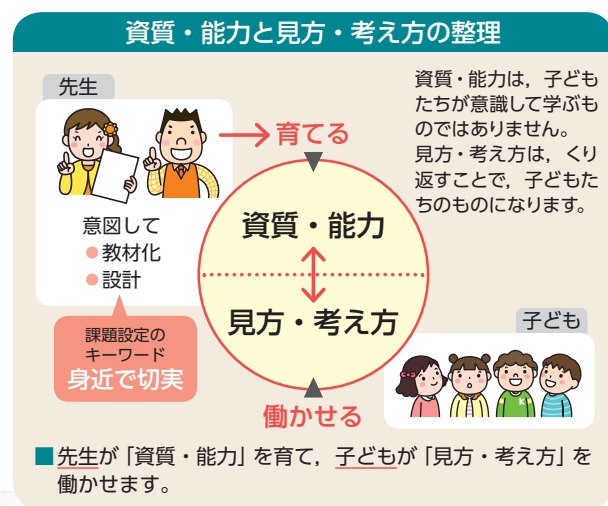 資質・能力と見方・考え方の整理
先生
意図して
●教材化
●設計
課題設定の
キーワード
身近で切実
育てる
資質・能力
見方・考え方
働かせる
資質・能力は，子ども
たちが意識して学ぶも
のではありません。
見方・考え方は，くり
返すことで，子どもた
ちのものになります。
子ども
K
■先生が「資質・能力」を育て，子どもが「見方・考え方」を
働かせます。